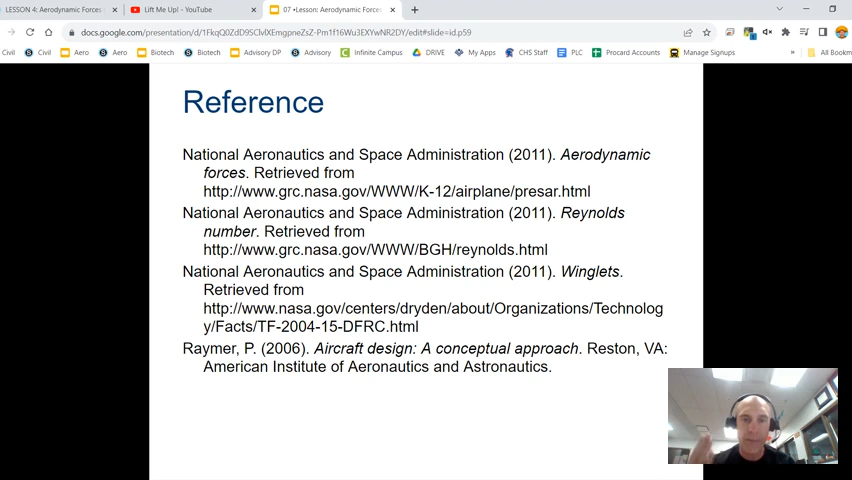 LESSON 4: Aerodynamic Forces
Lift Me Up! - YouTube
07 •Lesson: Aerodynamic Forces
docs.google.com/presentation/d/1FkqQ0ZdD9SClvlXEmgpneZsZ-Pm1f16Wu3EXYwNR2DY/edit#slide=id.p59
Civil Civil Aero Aero Biotech Biotech Advisory DP Advisory Infinite Campus DRIVE My Apps CHS Staff PLC Procard Accounts Manage Signups » All Bookm
Reference
National Aeronautics and Space Administration (2011). Aerodynamic
forces. Retrieved from
http://www.grc.nasa.gov/WWW/K-12/airplane/presar.html
National Aeronautics and Space Administration (2011). Reynolds
number. Retrieved from
http://www.grc.nasa.gov/WWW/BGH/reynolds.html
National Aeronautics and Space Administration (2011). Winglets.
Retrieved from
http://www.nasa.gov/centers/dryden/about/Organizations/Technolog
y/Facts/TF-2004-15-DFRC.html
Raymer, P. (2006). Aircraft design: A conceptual approach. Reston, VA:
American Institute of Aeronautics and Astronautics.